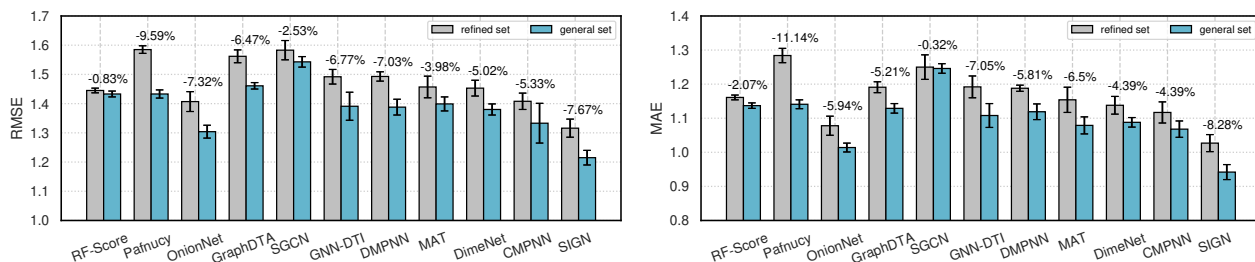 1.7
1.6
1.5
1.4
1.3
1.2
1.1
1.0
RMSE
refined set
general set
-0.83%
-9.59%
-7.32%
-6.47%
-2.53%
-6.77%
-7.03%
-3.98%
-5.02%
-5.33%
-7.67%
RF-Score
Pafnucy
OnionNet
GraphDTA
SGCN
GNN-DTI
DMPNN
MAT
DimeNet
CMPNN
SIGN
1.4
1.3
1.2
1.1
1.0
0.9
0.8
MAE
refined set
general set
-2.07%
-11.14%
-5.94%
-5.21%
-0.32%
-7.05%
-5.81%
-6.5%
-4.39%
-4.39%
-8.28%
RF-Score
Pafnucy
OnionNet
GraphDTA
SGCN
GNN-DTI
DMPNN
MAT
DimeNet
CMPNN
SIGN